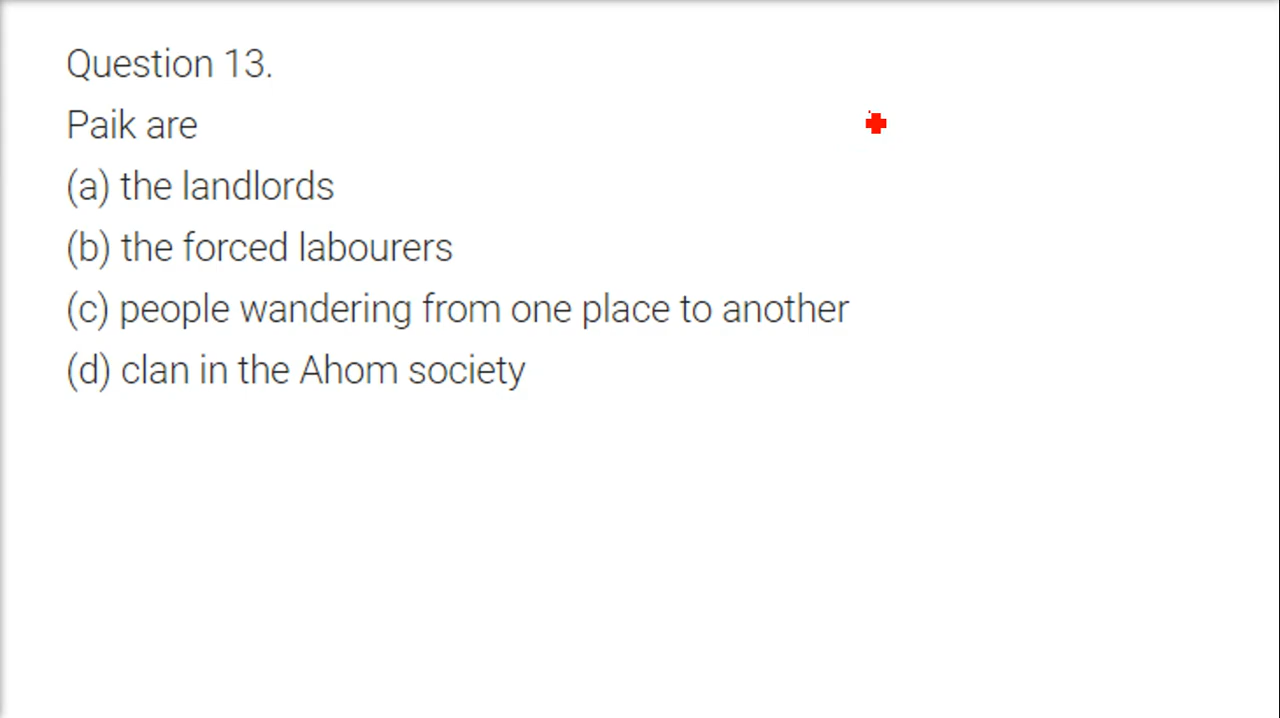 Question 13.
Paik are
(a) the landlords
(b) the forced labourers
(c) people wandering from one place to another
(d) clan in the Ahom society